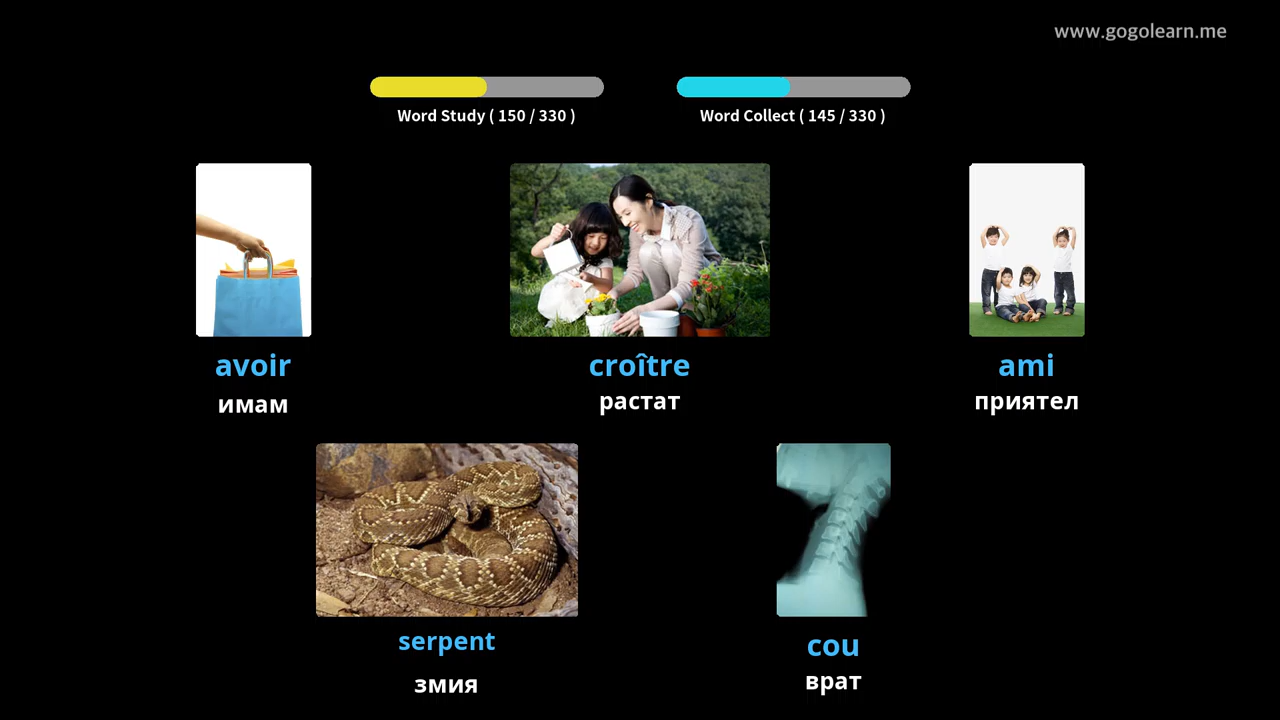 www.gogolearn.me
Word Study ( 150 / 330 )
Word Collect ( 145 / 330 )
avoir
имам
croître
растат
ami
приятел
serpent
змия
cou
врат